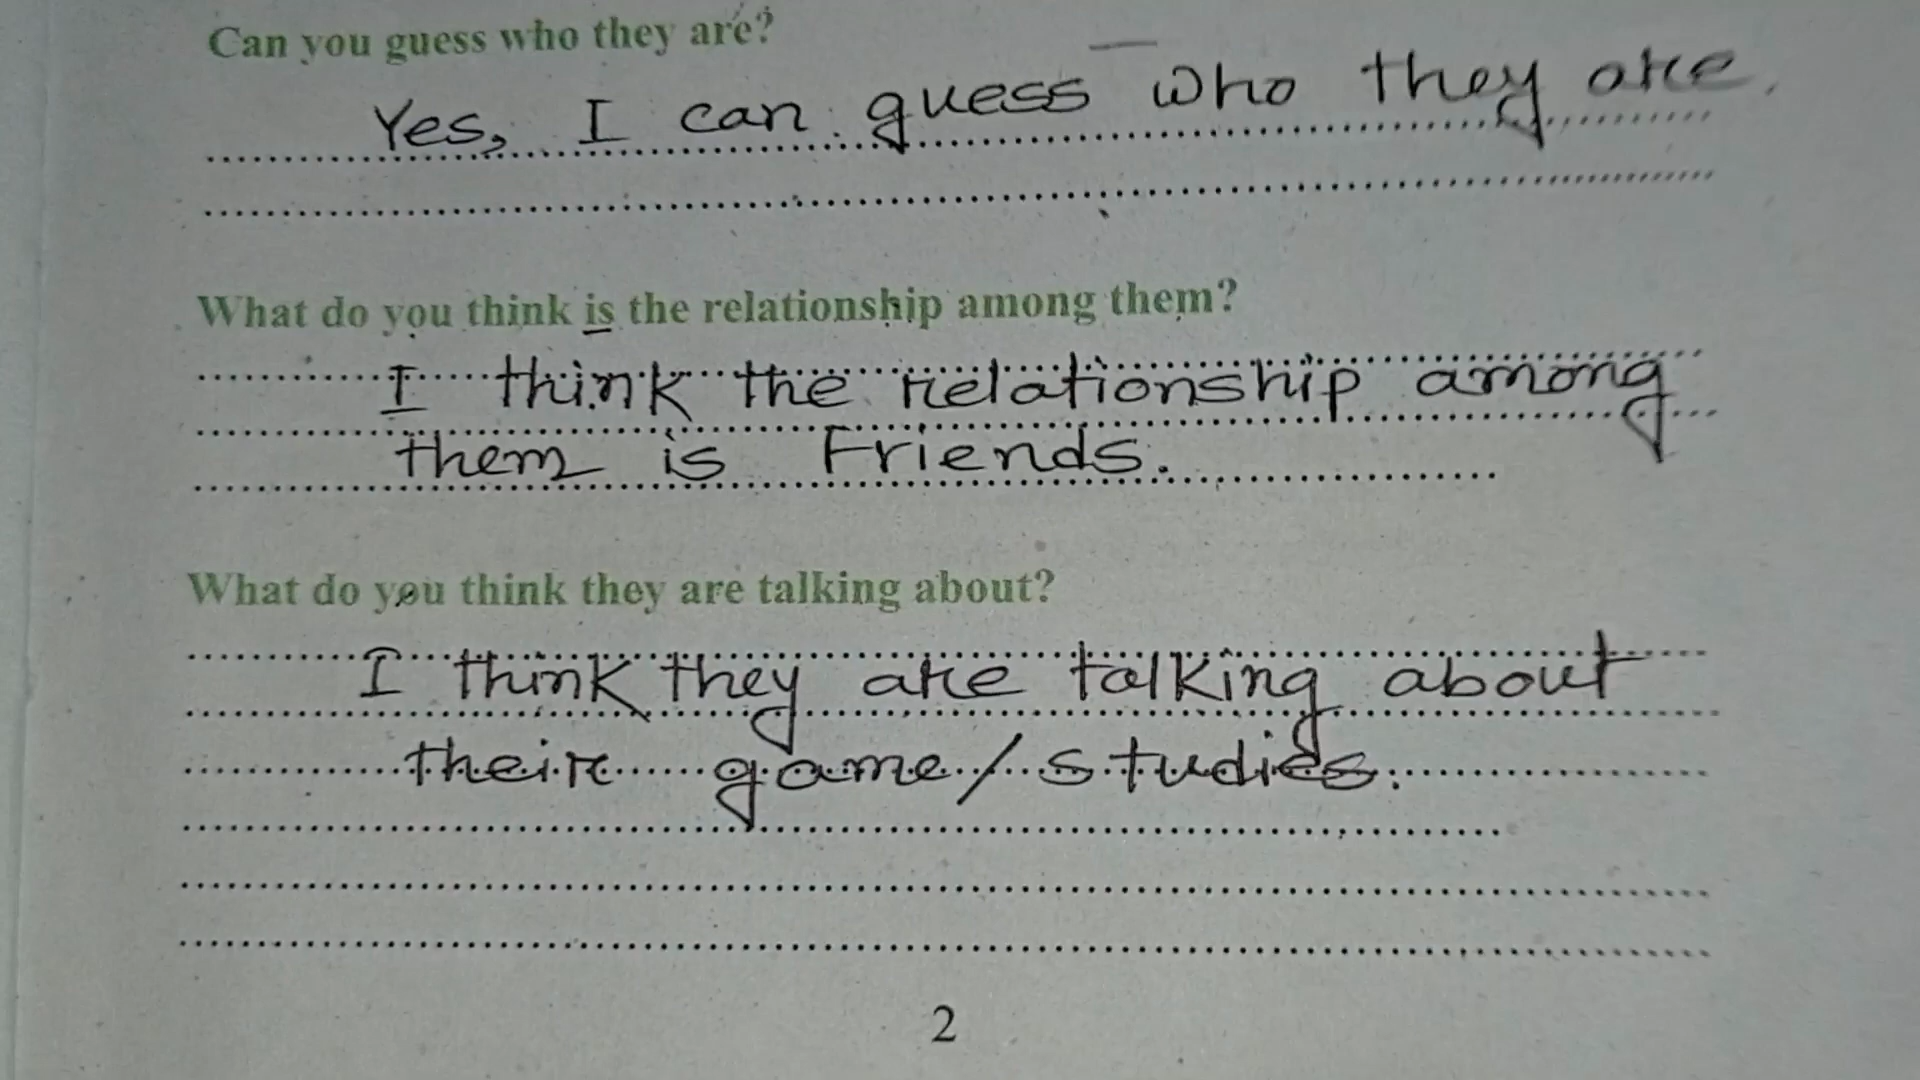 Can you guess who they are?
Yes, I can guess who they are.
What do you think is the relationship among them?
I think the relationship among
them is Friends.
What do you think they are talking about?
I think they are talking about
their game/studies.
2